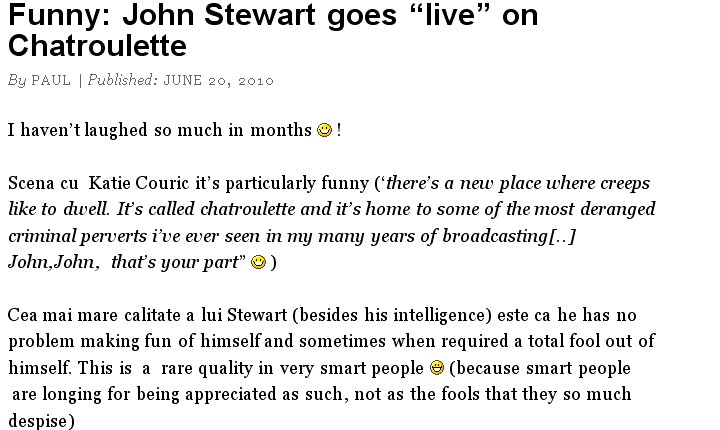 Funny: John Stewart goes “live” on
Chatroulette
By PAUL | Published: JUNE 20, 2010
I haven’t laughed so much in months !
Scena cu Katie Couric it’s particularly funny (‘there’s a new place where creeps
like to dwell. It’s called chatroulette and it’s home to some of the most deranged
criminal perverts i’ve ever seen in my many years of broadcasting[..]
John,John, that’s your part” )
Cea mai mare calitate a lui Stewart (besides his intelligence) este ca he has no
problem making fun of himself and sometimes when required a total fool out of
himself. This is a rare quality in very smart people (because smart people
are longing for being appreciated as such, not as the fools that they so much
despise)